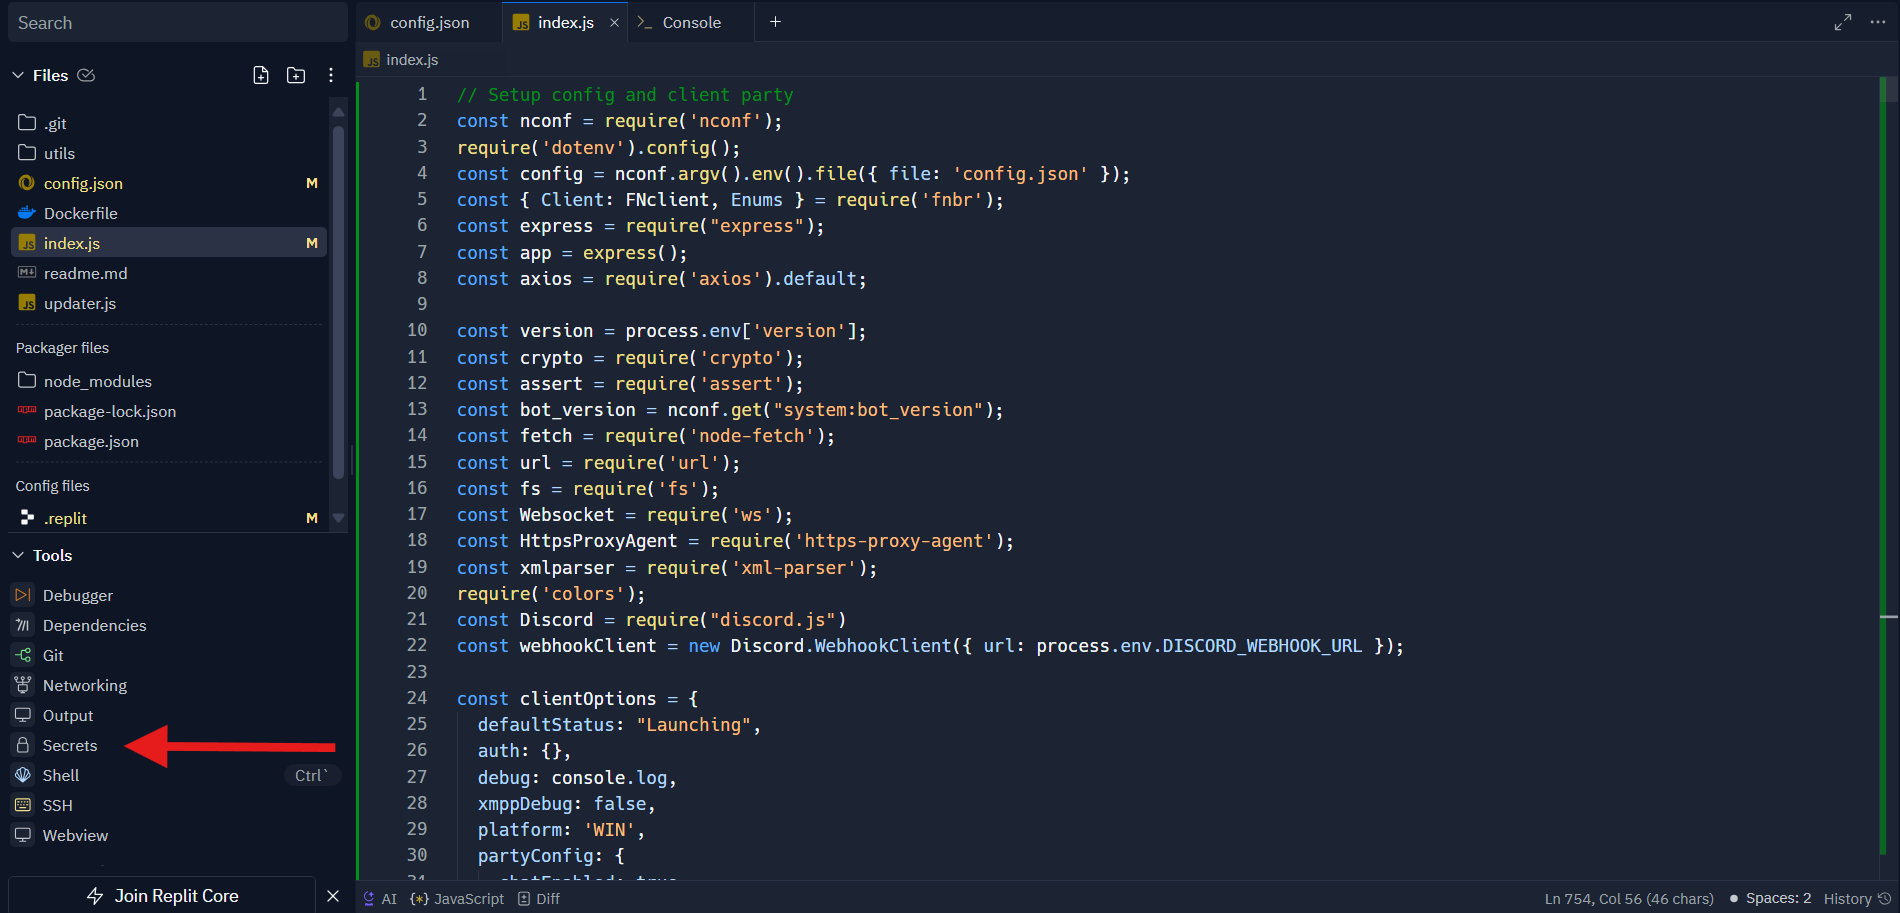 Search
Files
.git
utils
config.json M
Dockerfile
index.js M
readme.md
updater.js
Packager files
node_modules
package-lock.json
package.json
Config files
.replit M
Tools
Debugger
Dependencies
Git
Networking
Output
Secrets
Shell Ctrl`
SSH
Webview
Join Replit Core
config.json index.js Console
index.js
1 // Setup config and client party
2 const nconf = require('nconf');
3 require('dotenv').config();
4 const config = nconf.argv().env().file({ file: 'config.json' });
5 const { Client: FNclient, Enums } = require('fnbr');
6 const express = require("express");
7 const app = express();
8 const axios = require('axios').default;
9
10 const version = process.env['version'];
11 const crypto = require('crypto');
12 const assert = require('assert');
13 const bot_version = nconf.get("system:bot_version");
14 const fetch = require('node-fetch');
15 const url = require('url');
16 const fs = require('fs');
17 const Websocket = require('ws');
18 const HttpsProxyAgent = require('https-proxy-agent');
19 const xmlparser = require('xml-parser');
20 require('colors');
21 const Discord = require("discord.js")
22 const webhookClient = new Discord.WebhookClient({ url: process.env.DISCORD_WEBHOOK_URL });
23
24 const clientOptions = {
25 defaultStatus: "Launching",
26 auth: {},
27 debug: console.log,
28 xmppDebug: false,
29 platform: 'WIN',
30 partyConfig: {
31 chatEnabled: true
AI {*} JavaScript Diff
Ln 754, Col 56 (46 chars) Spaces: 2 History